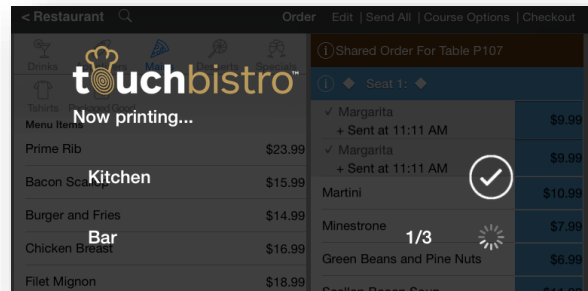 < Restaurant
Order Edit | Send All | Course Options | Checkout
Drinks Mains Desserts Specials
Tshirts Packaged Good
touchbistro™
Now printing...
Kitchen
Bar 1/3
Menu Items
Prime Rib $23.99
Bacon Scallop $15.99
Burger and Fries $14.99
Chicken Breast $16.99
Filet Mignon $18.99
Shared Order For Table P107
Seat 1:
✓ Margarita $9.99
+ Sent at 11:11 AM
✓ Margarita $9.99
+ Sent at 11:11 AM
Martini $10.99
Minestrone $7.99
Green Beans and Pine Nuts $6.99